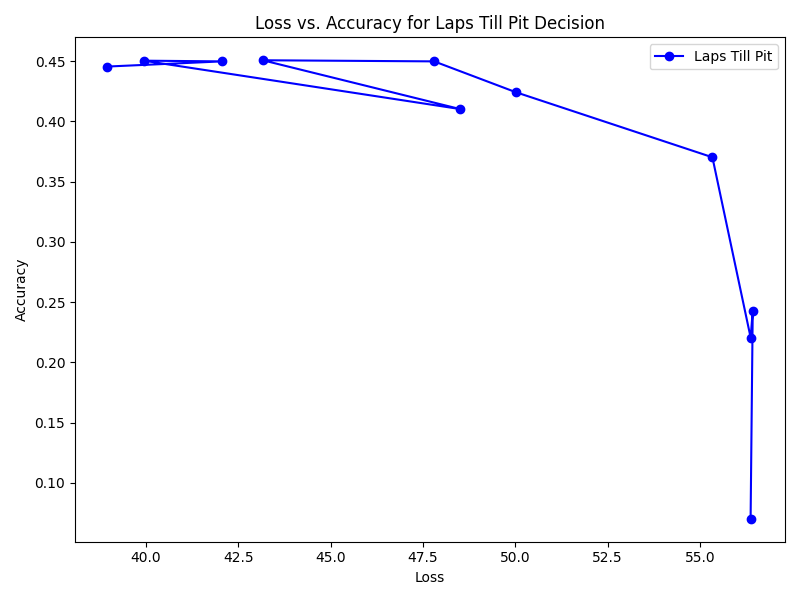 Loss vs. Accuracy for Laps Till Pit Decision
Laps Till Pit
0.45
0.40
0.35
0.30
0.25
0.20
0.15
0.10
Accuracy
40.0 42.5 45.0 47.5 50.0 52.5 55.0
Loss